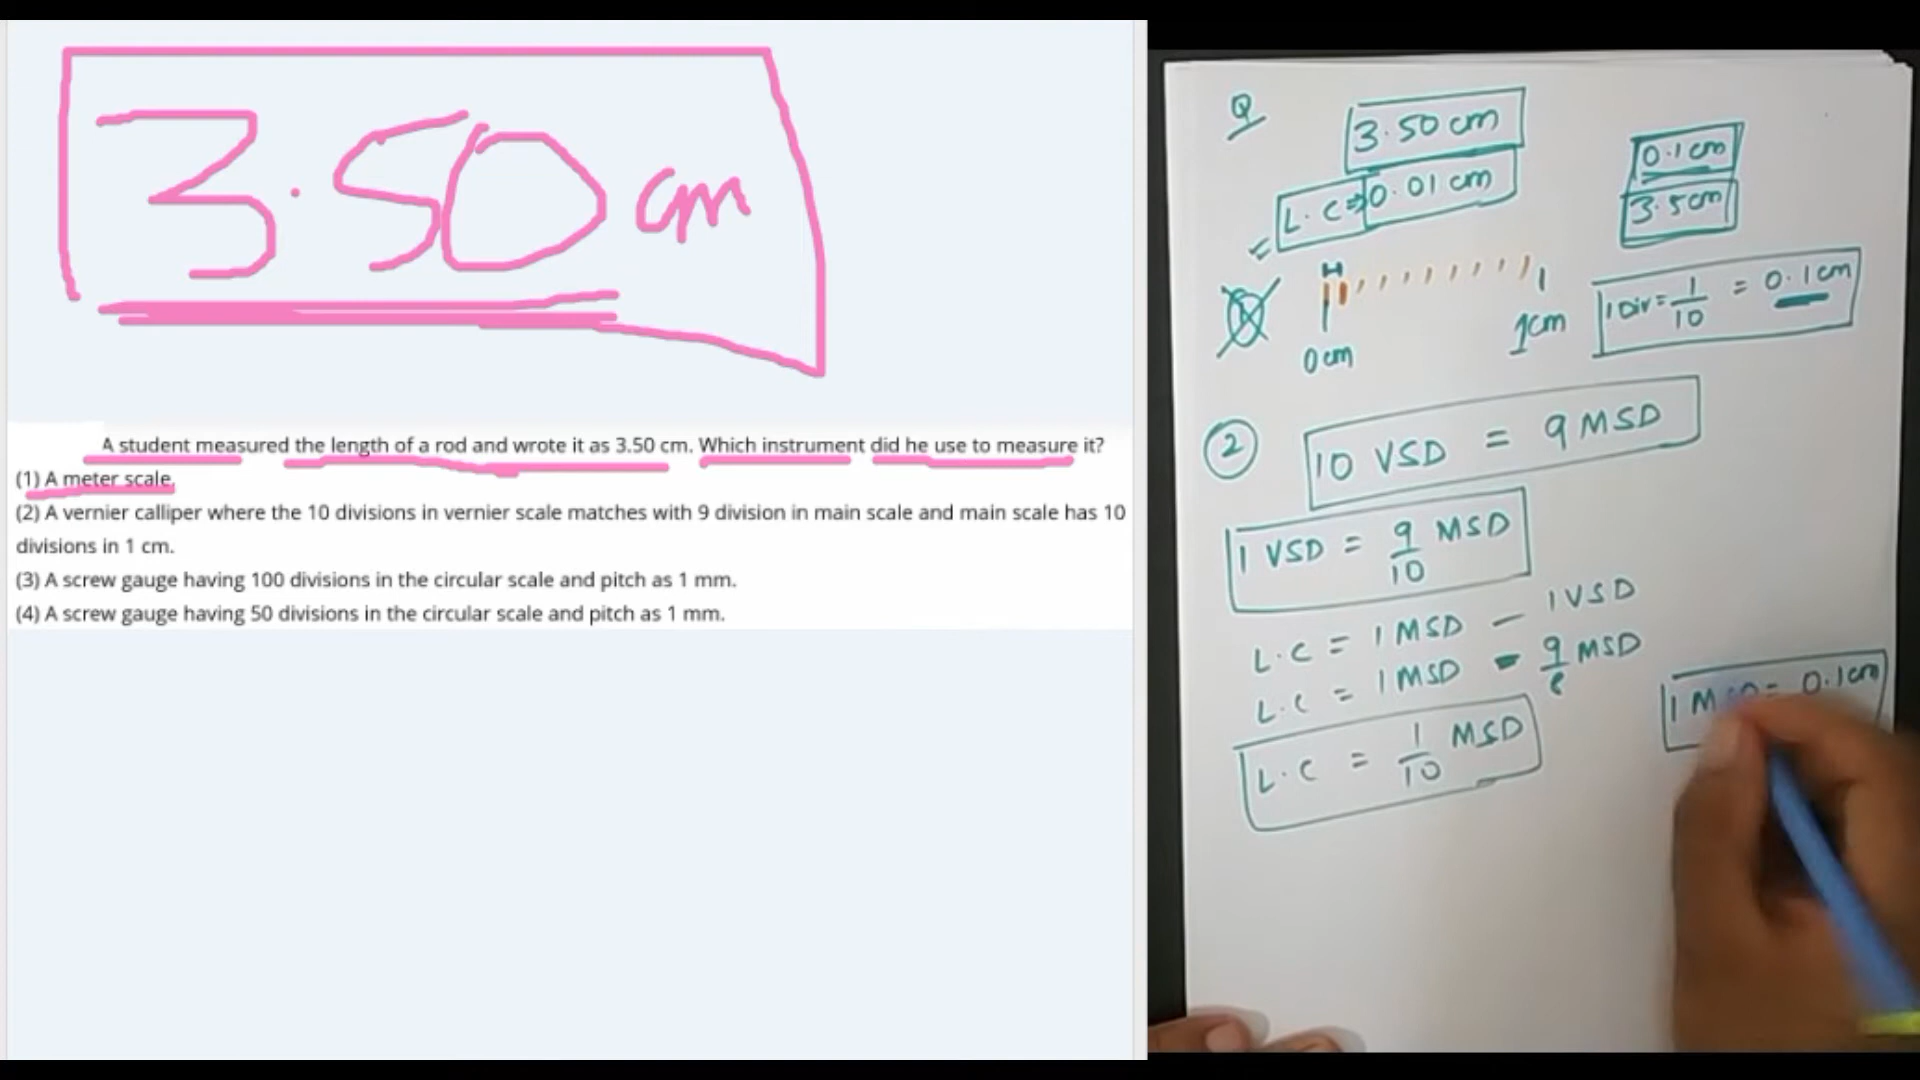 3.50 cm
A student measured the length of a rod and wrote it as 3.50 cm. Which instrument did he use to measure it?
(1) A meter scale.
(2) A vernier calliper where the 10 divisions in vernier scale matches with 9 division in main scale and main scale has 10
divisions in 1 cm.
(3) A screw gauge having 100 divisions in the circular scale and pitch as 1 mm.
(4) A screw gauge having 50 divisions in the circular scale and pitch as 1 mm.
Q
3.50 cm
L.C ⇒ 0.01 cm
0.1 cm
3.5 cm
0 cm
1 cm
1 Div = 1/10 = 0.1 cm
2
10 VSD = 9 MSD
1 VSD = 9/10 MSD
L.C = 1 MSD – 1 VSD
L.C = 1 MSD - 9/ MSD
L.C = 1/10 MSD
= 0.1 cm